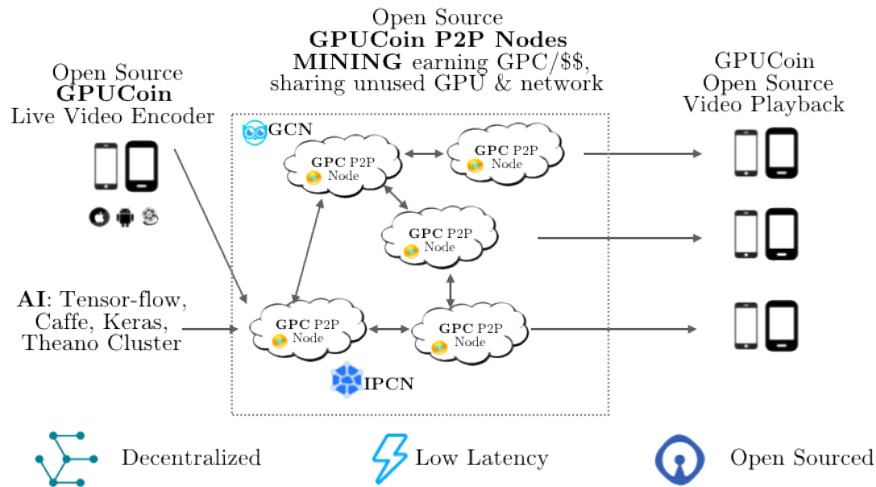 Open Source
GPUCoin P2P Nodes
MINING earning GPC/$$,
sharing unused GPU & network
Open Source
GPUCoin
Live Video Encoder
GPUCoin
Open Source
Video Playback
GCN
GPC P2P
Node
GPC P2P
Node
GPC P2P
Node
AI: Tensor-flow,
Caffe, Keras,
Theano Cluster
GPC P2P
Node
GPC P2P
Node
IPCN
Decentralized
Low Latency
Open Sourced